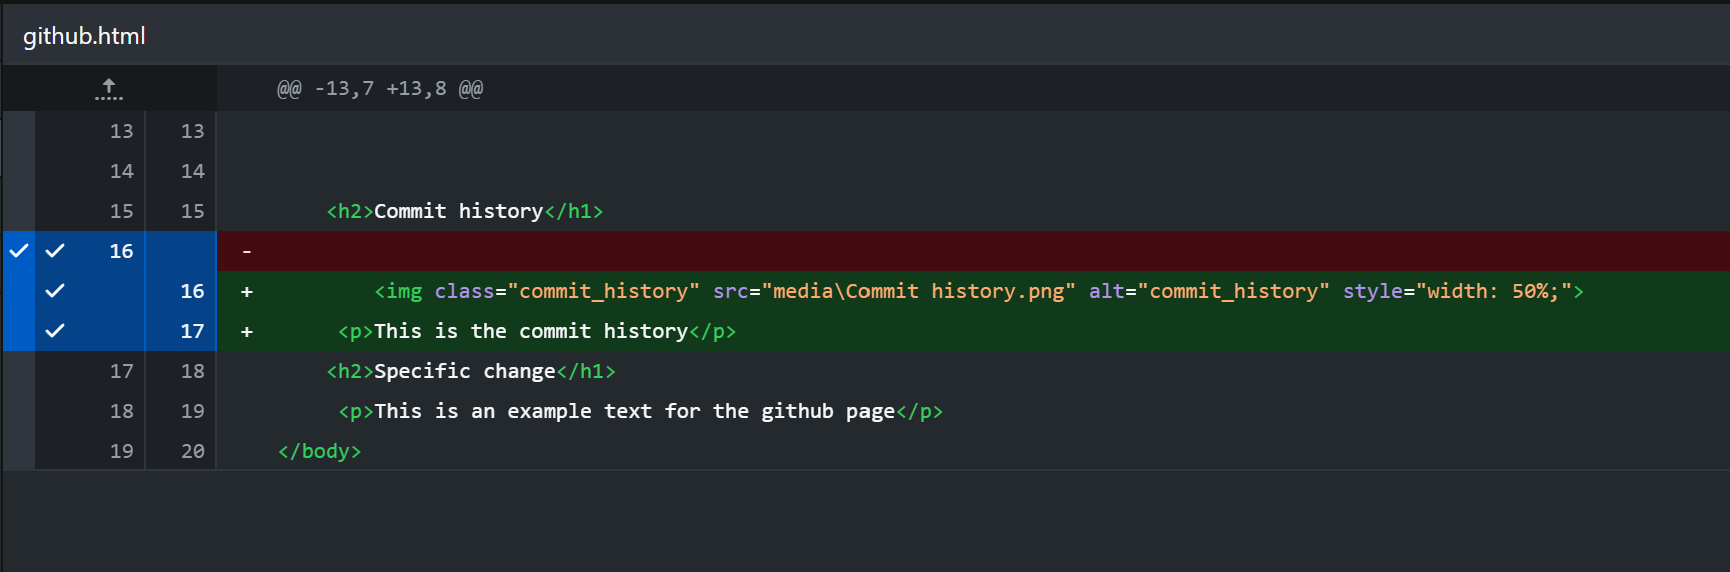 github.html
@@ -13,7 +13,8 @@
13 13
14 14
15 15 <h2>Commit history</h1>
16 -
16 + <img class="commit_history" src="media\Commit history.png" alt="commit_history" style="width: 50%;">
17 + <p>This is the commit history</p>
17 18 <h2>Specific change</h1>
18 19 <p>This is an example text for the github page</p>
19 20 </body>